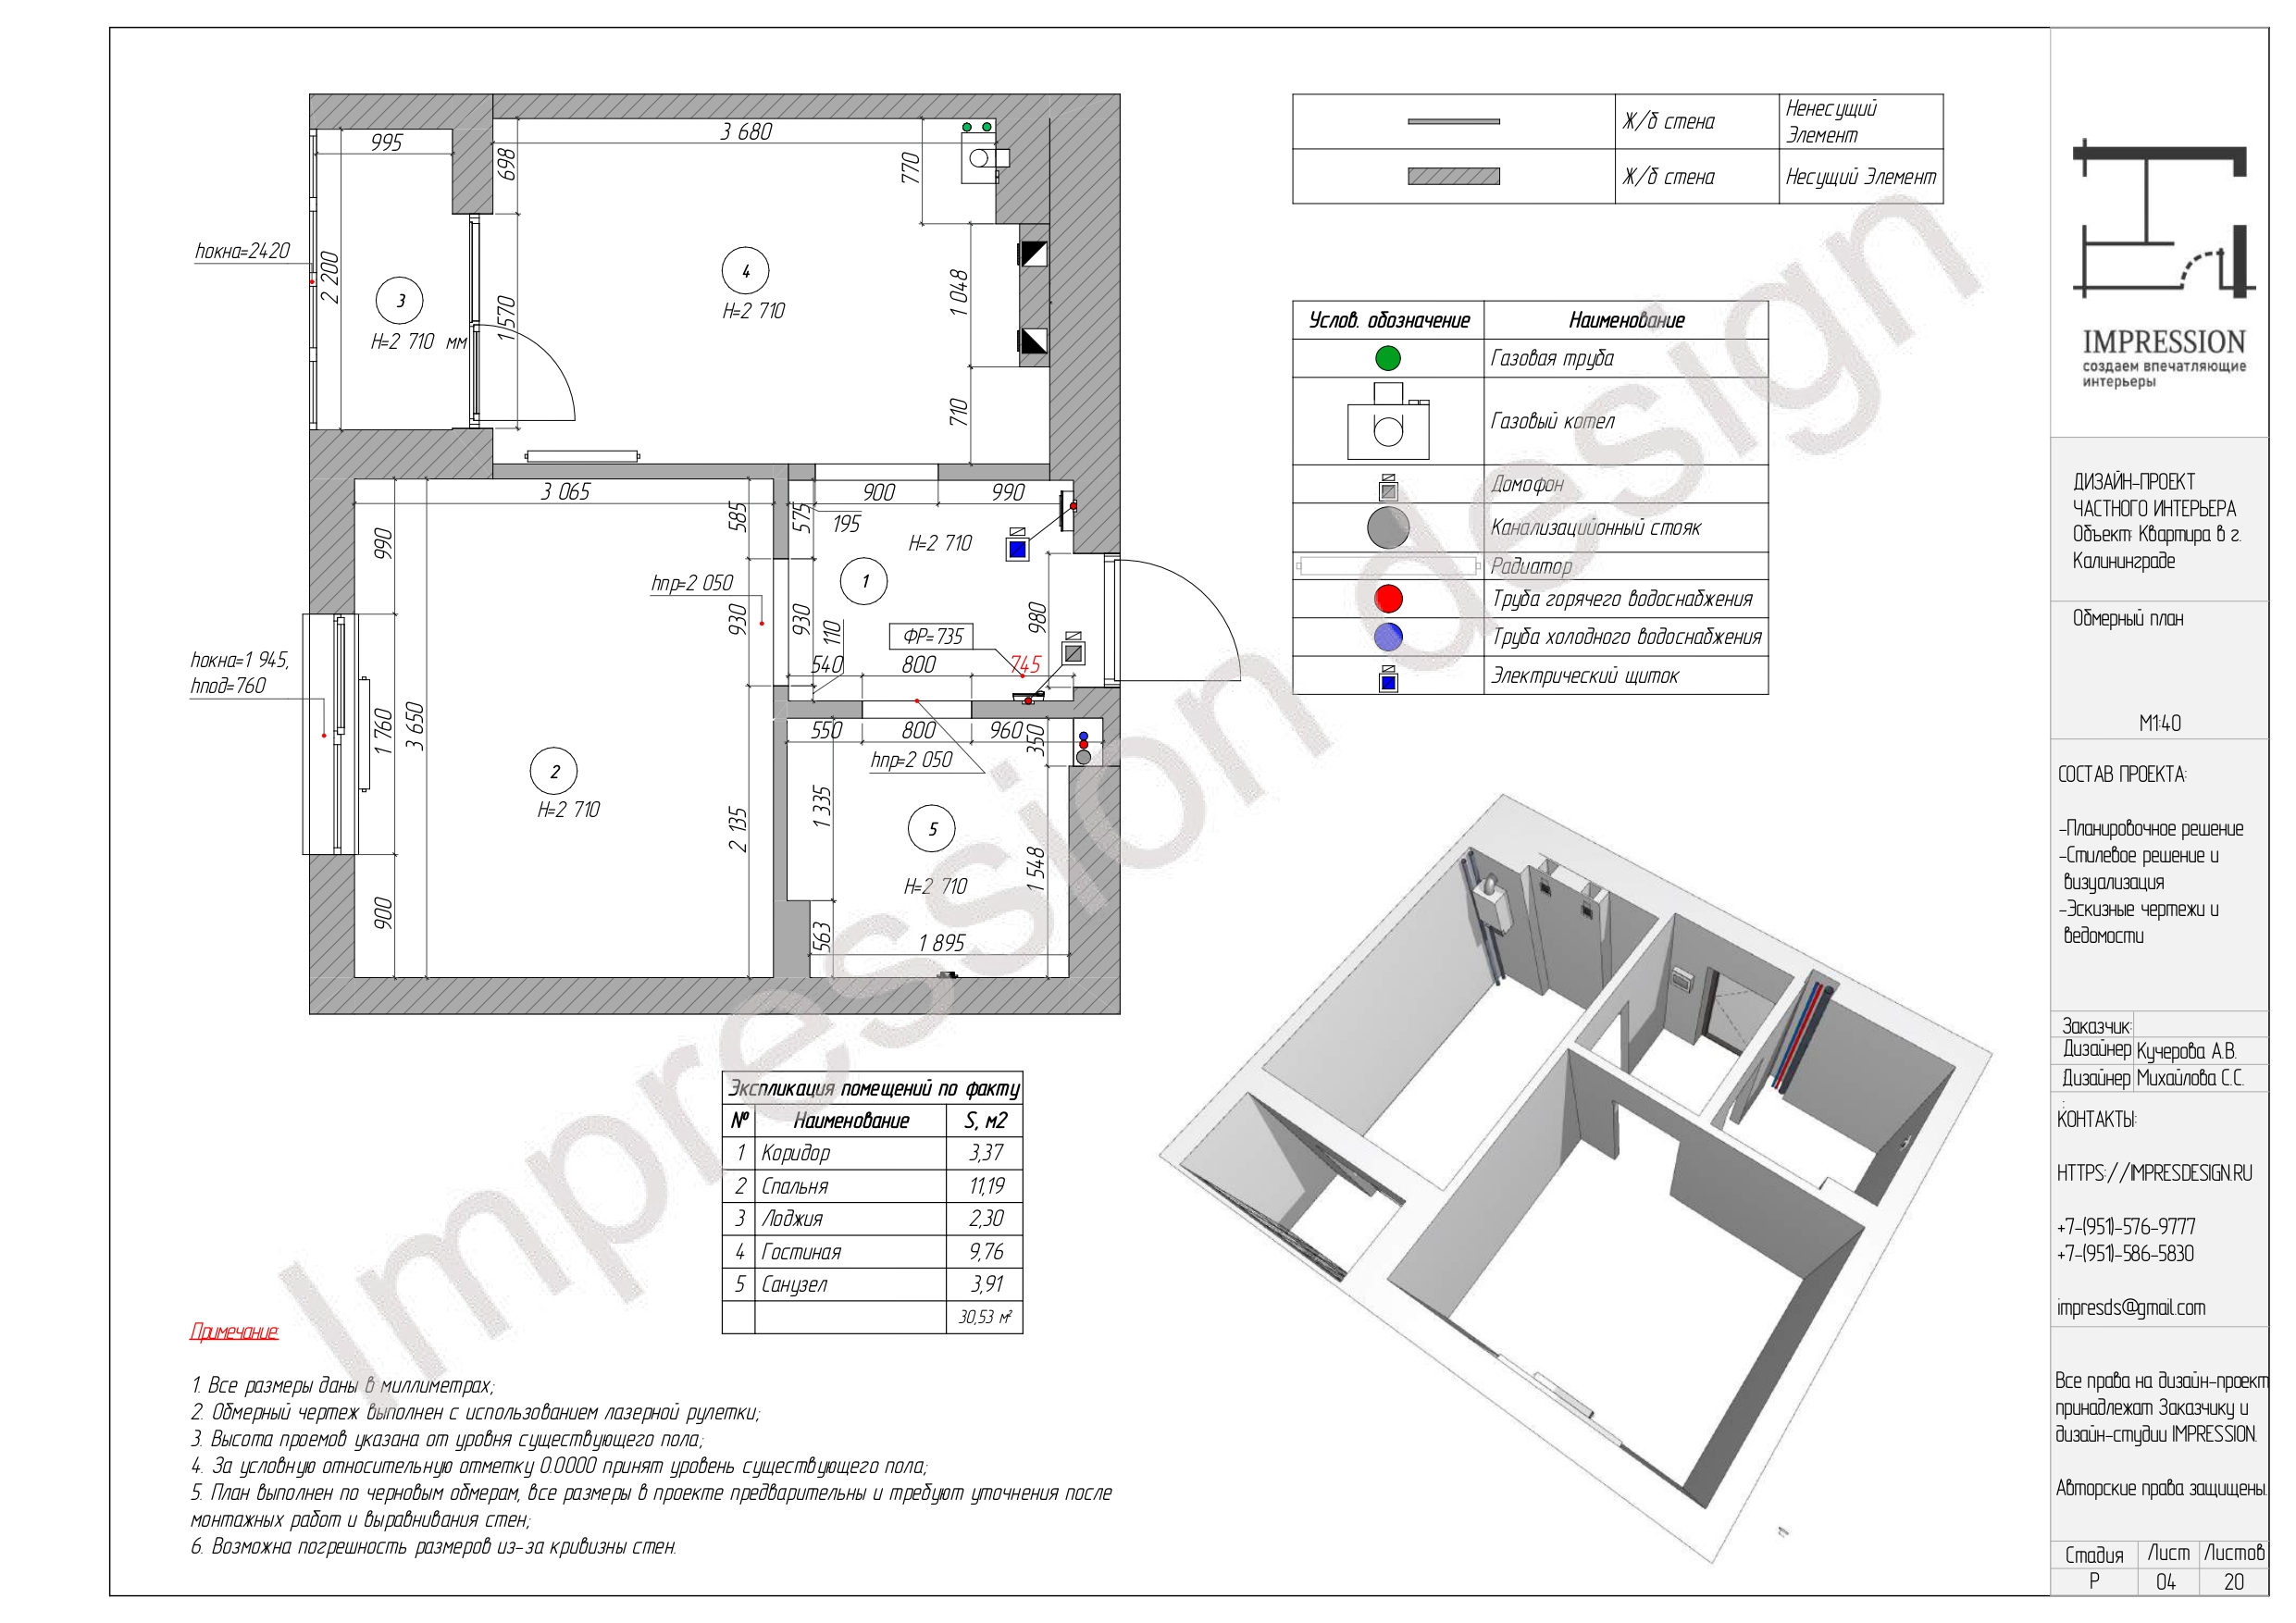 995
3 680
698
770
hокна=2420
2 200
3
H=2 710 мм
1 570
4
H=2 710
1 048
710
3 065
900
990
990
585
575
195
H=2 710
1
hпр=2 050
930
930
110
ФР=735
980
540
800
745
hокна=1 945,
hпод=760
1 760
3 650
550
800
960
350
hпр=2 050
2
H=2 710
2 135
1 335
5
H=2 710
1 548
900
563
1 895
Ж/б стена
Ненесущий
Элемент
Ж/б стена
Несущий Элемент
Услов. обозначение
Наименование
Газовая труба
Газовый котел
Домофон
Канализацийонный стояк
Радиатор
Труба горячего водоснабжения
Труба холодного водоснабжения
Электрический щиток
Impression design
Экспликация помещений по факту
№ Наименование S, м2
1 Коридор 3,37
2 Спальня 11,19
3 Лоджия 2,30
4 Гостиная 9,76
5 Санузел 3,91
30,53 м²
Примечание:
1. Все размеры даны в миллиметрах;
2. Обмерный чертеж выполнен с использованием лазерной рулетки;
3. Высота проемов указана от уровня существующего пола;
4. За условную относительную отметку 0.0000 принят уровень существующего пола;
5. План выполнен по черновым обмерам, все размеры в проекте предварительны и требуют уточнения после
монтажных работ и выравнивания стен;
6. Возможна погрешность размеров из-за кривизны стен.
IMPRESSION
создаем впечатляющие
интерьеры
ДИЗАЙН-ПРОЕКТ
ЧАСТНОГО ИНТЕРЬЕРА
Объект: Квартира в г.
Калининграде
Обмерный план
М1:40
СОСТАВ ПРОЕКТА:
-Планировочное решение
-Стилевое решение и
визуализация
-Эскизные чертежи и
ведомости
Заказчик:
Дизайнер Кучерова А.В.
Дизайнер Михайлова С.С.
:
КОНТАКТЫ:
HTTPS://IMPRESDESIGN.RU
+7-(951)-576-9777
+7-(951)-586-5830
impresds@gmail.com
Все права на дизайн-проект
принадлежат Заказчику и
дизайн-студии IMPRESSION.
Авторские права защищены.
Стадия Лист Листов
Р 04 20